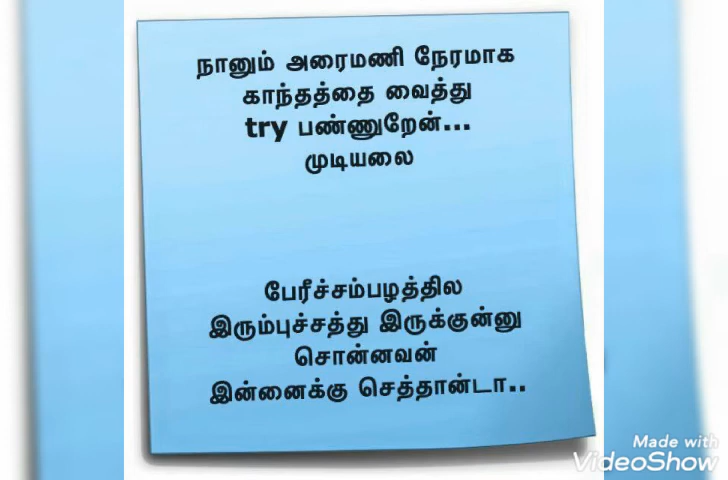 நானும் அரைமணி நேரமாக
காந்தத்தை வைத்து
try பண்ணுறேன்...
முடியலை
பேரீச்சம்பழத்தில
இரும்புச்சத்து இருக்குன்னு
சொன்னவன்
இன்னைக்கு செத்தான்டா..
Made with
VideoShow